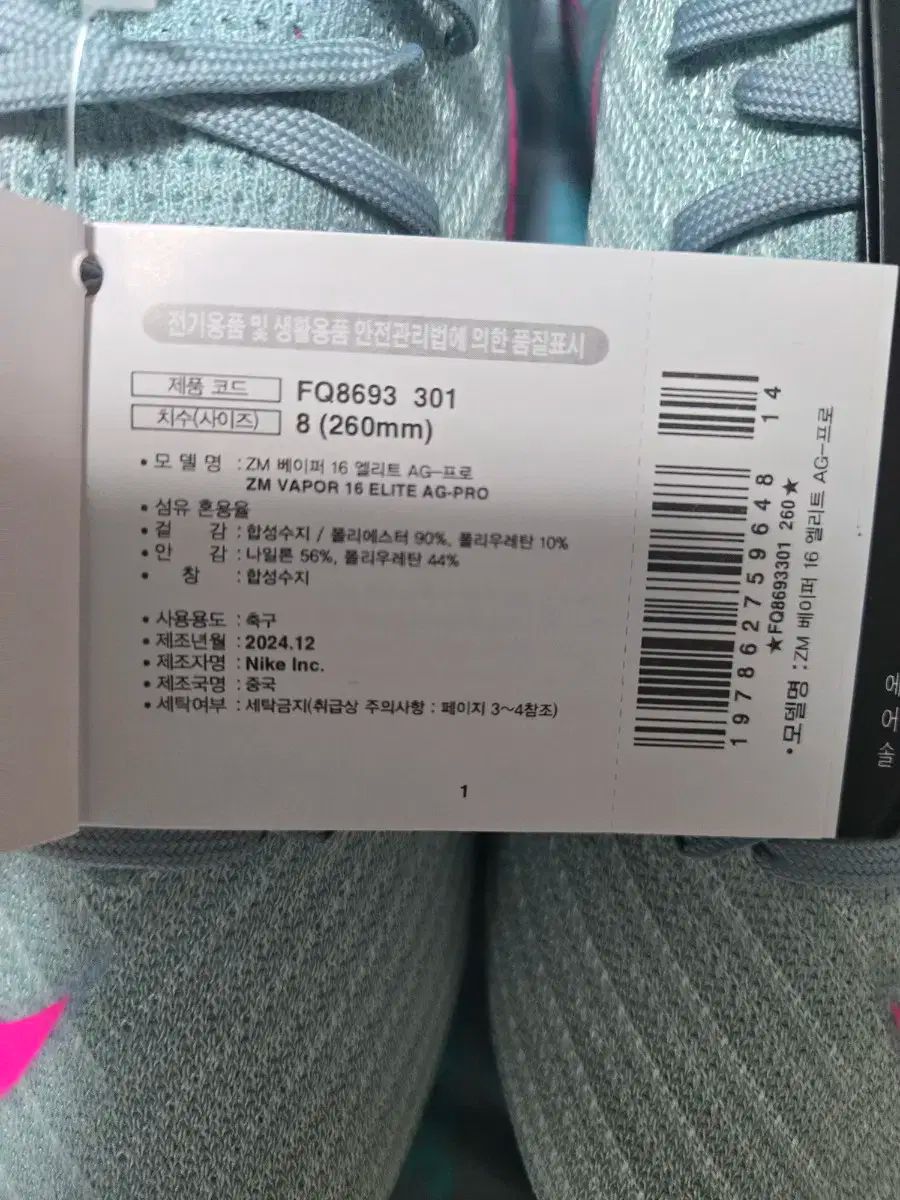 전기용품 및 생활용품 안전관리법에 의한 품질표시
제품 코드 FQ8693 301
치수(사이즈) 8 (260mm)
• 모 델 명 : ZM 베이퍼 16 엘리트 AG-프로
ZM VAPOR 16 ELITE AG-PRO
• 섬유 혼용율
• 겉 감 : 합성수지 / 폴리에스터 90%, 폴리우레탄 10%
• 안 감 : 나일론 56%, 폴리우레탄 44%
• 창 : 합성수지
• 사용용도 : 축구
• 제조년월 : 2024.12
• 제조자명 : Nike Inc.
• 제조국명 : 중국
• 세탁여부 : 세탁금지(취급상 주의사항 : 페이지 3~4참조)
1
14
197862759648
★FQ8693301 260★
• 모델명 : ZM 베이퍼 16 엘리트 AG-프로
에
어
솔